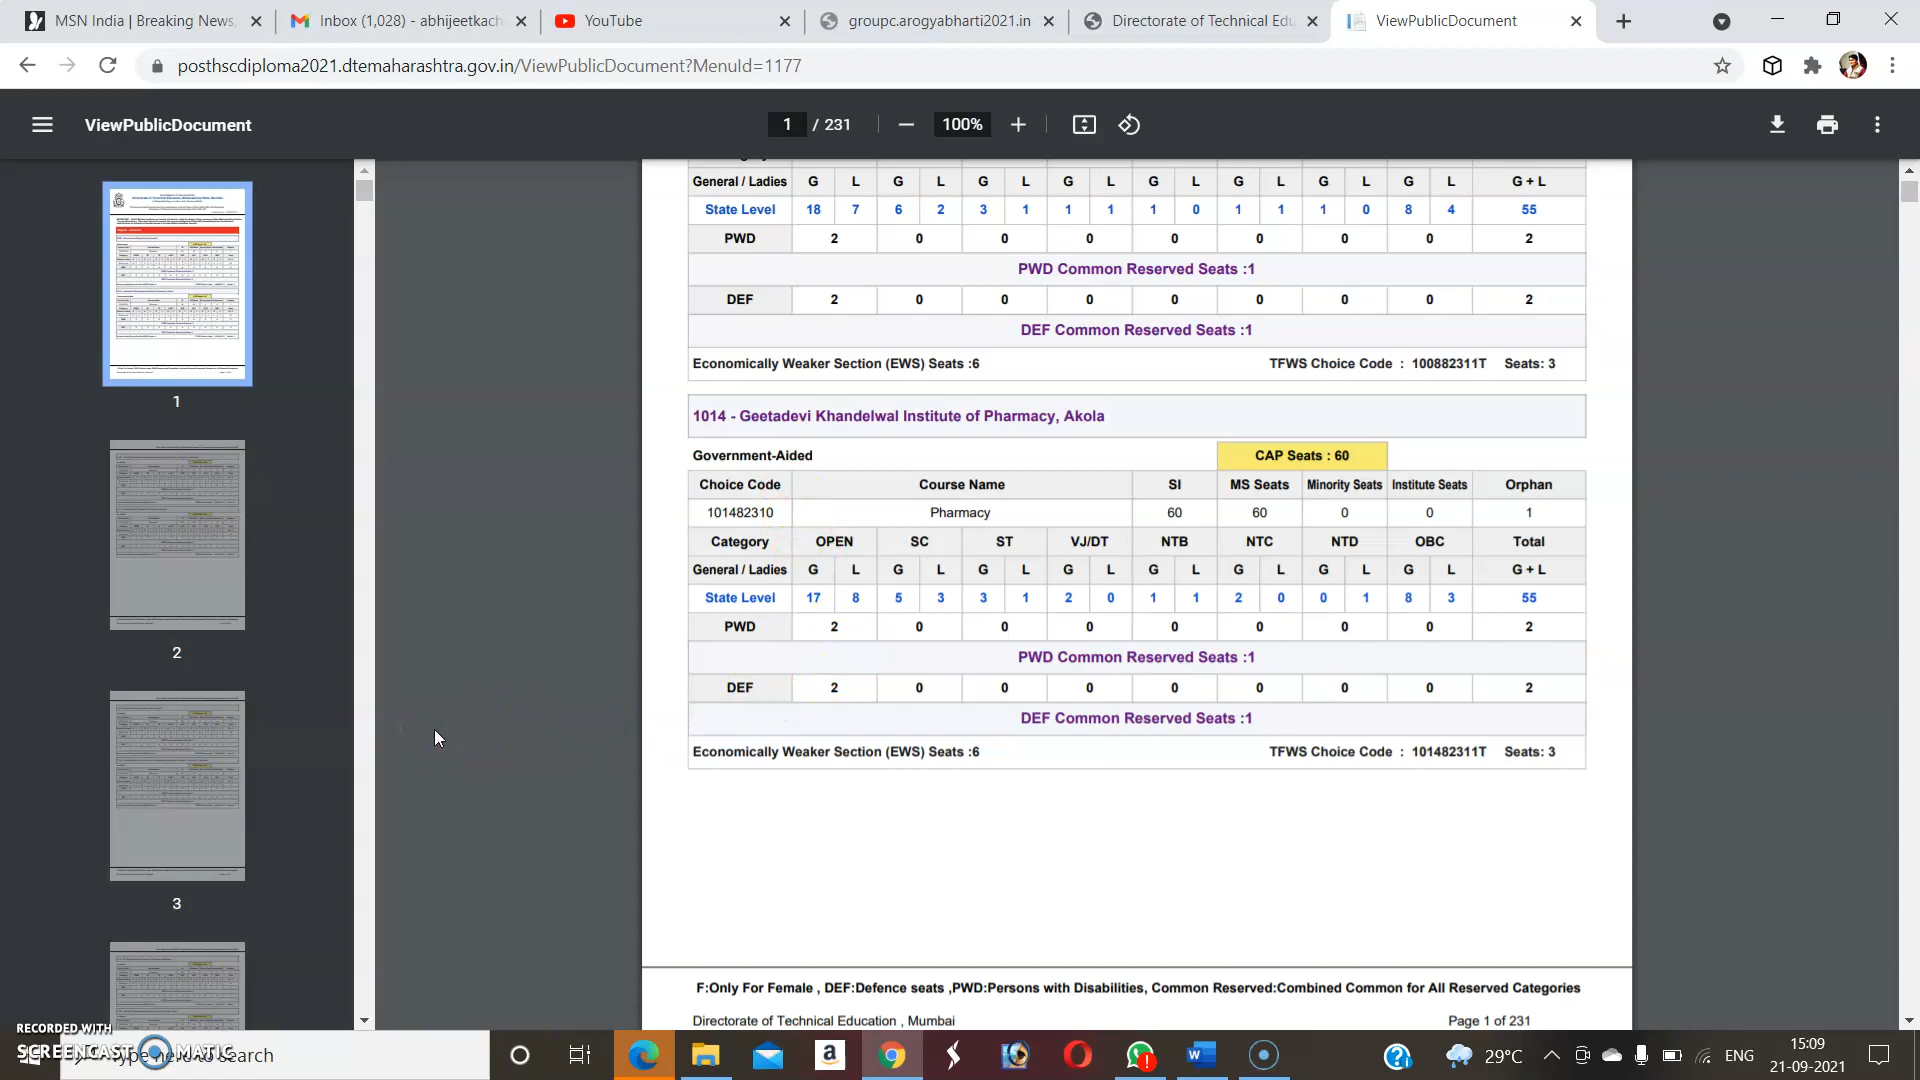 MSN India | Breaking News,
Inbox (1,028) - abhijeetkach
YouTube
groupc.arogyabharti2021.in
Directorate of Technical Edu
ViewPublicDocument
posthscdiploma2021.dtemaharashtra.gov.in/ViewPublicDocument?MenuId=1177
ViewPublicDocument
1 / 231
100%
General / Ladies G L G L G L G L G L G L G L G L G + L
State Level 18 7 6 2 3 1 1 1 1 0 1 1 1 0 8 4 55
PWD 2 0 0 0 0 0 0 0 2
PWD Common Reserved Seats :1
DEF 2 0 0 0 0 0 0 0 2
DEF Common Reserved Seats :1
Economically Weaker Section (EWS) Seats :6 TFWS Choice Code : 100882311T Seats: 3
1014 - Geetadevi Khandelwal Institute of Pharmacy, Akola
Government-Aided CAP Seats : 60
Choice Code Course Name SI MS Seats Minority Seats Institute Seats Orphan
101482310 Pharmacy 60 60 0 0 1
Category OPEN SC ST VJ/DT NTB NTC NTD OBC Total
General / Ladies G L G L G L G L G L G L G L G L G + L
State Level 17 8 5 3 3 1 2 0 1 1 2 0 0 1 8 3 55
PWD 2 0 0 0 0 0 0 0 2
PWD Common Reserved Seats :1
DEF 2 0 0 0 0 0 0 0 2
DEF Common Reserved Seats :1
Economically Weaker Section (EWS) Seats :6 TFWS Choice Code : 101482311T Seats: 3
F:Only For Female , DEF:Defence seats ,PWD:Persons with Disabilities, Common Reserved:Combined Common for All Reserved Categories
Directorate of Technical Education , Mumbai Page 1 of 231
1
2
3
RECORDED WITH
SCREENCAST MATIC
Type here to search
29°C
ENG
15:09
21-09-2021